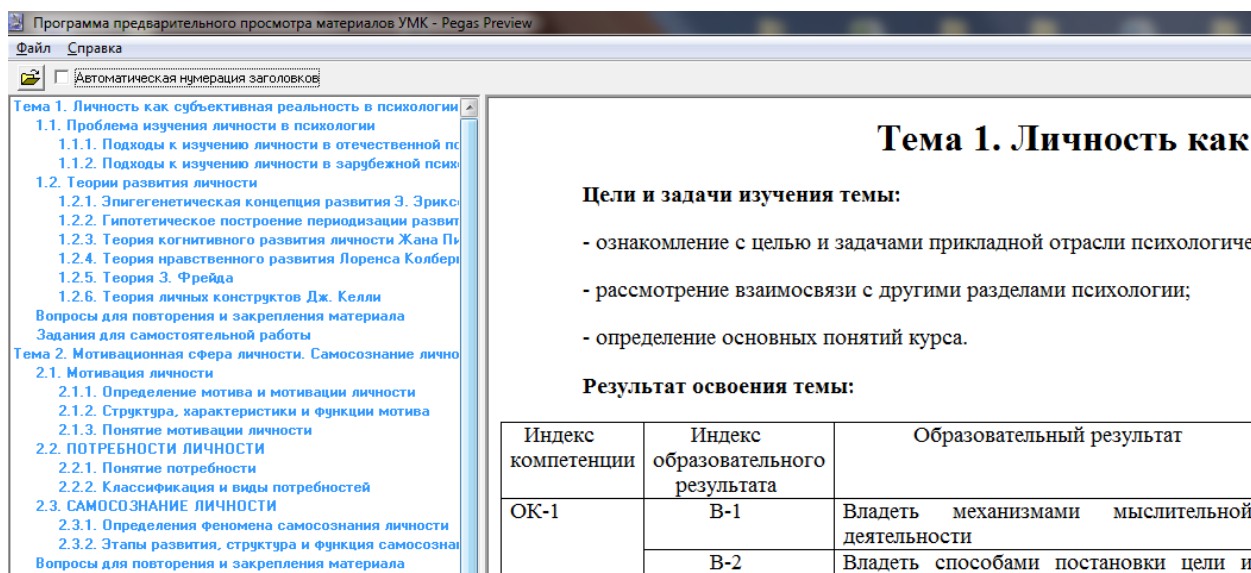 Программа предварительного просмотра материалов УМК - Pegas Preview
Файл Справка
Автоматическая нумерация заголовков
Тема 1. Личность как субъективная реальность в психологии
1.1. Проблема изучения личности в психологии
1.1.1. Подходы к изучению личности в отечественной
1.1.2. Подходы к изучению личности в зарубежной
1.2. Теории развития личности
1.2.1. Эпигегенетическая концепция развития Э.
1.2.2. Гипотетическое построение периодизации
1.2.3. Теория когнитивного развития личности Жана
1.2.4. Теория нравственного развития Лоренса
1.2.5. Теория З. Фрейда
1.2.6. Теория личных конструктов Дж. Келли
Вопросы для повторения и закрепления материала
Задания для самостоятельной работы
Тема 2. Мотивационная сфера личности. Самосознание
2.1. Мотивация личности
2.1.1. Определение мотива и мотивации личности
2.1.2. Структура, характеристики и функции мотива
2.1.3. Понятие мотивации личности
2.2. ПОТРЕБНОСТИ ЛИЧНОСТИ
2.2.1. Понятие потребности
2.2.2. Классификация и виды потребностей
2.3. САМОСОЗНАНИЕ ЛИЧНОСТИ
2.3.1. Определения феномена самосознания личности
2.3.2. Этапы развития, структура и функция
Вопросы для повторения и закрепления материала
Тема 1. Личность как
Цели и задачи изучения темы:
- ознакомление с целью и задачами прикладной отрасли
- рассмотрение взаимосвязи с другими разделами психологии;
- определение основных понятий курса.
Результат освоения темы:
Индекс компетенции
Индекс образовательного результата
Образовательный результат
ОК-1
В-1
Владеть механизмами мыслительной
деятельности
В-2
Владеть способами постановки цели и